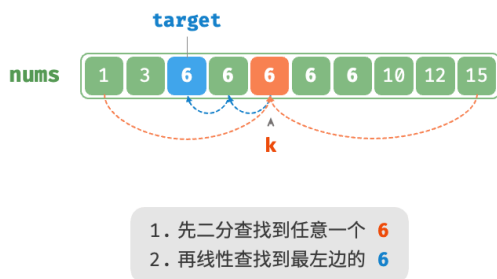 target
nums 1 3 6 6 6 6 6 10 12 15
k
1. 先二分查找到任意一个 6
2. 再线性查找到最左边的 6